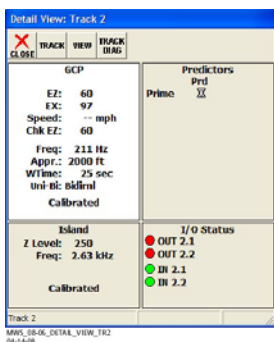 Detail View: Track 2
CLOSE
TRACK
VIEW
TRACK DIAG
GCP
EZ: 60
EX: 97
Speed: -- mph
Chk EZ: 60
Freq: 211 Hz
Appr.: 2000 ft
WTime: 25 sec
Uni-Bi: Bidirnl
Calibrated
Predictors
Prd
Prime
Island
Z Level: 250
Freq: 2.63 kHz
Calibrated
I/O Status
OUT 2.1
OUT 2.2
IN 2.1
IN 2.2
Track 2
MWS_08-06_DETAIL_VIEW_TR2
04-14-08